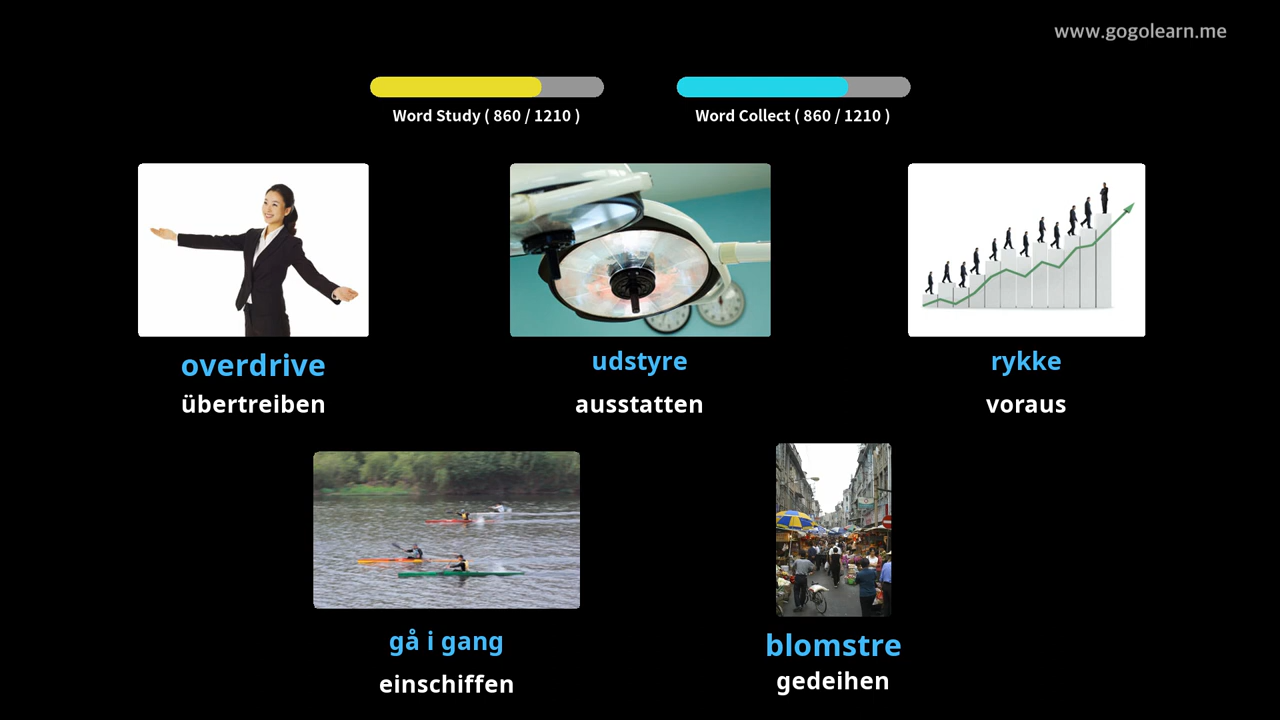 www.gogolearn.me
Word Study ( 860 / 1210 )
Word Collect ( 860 / 1210 )
overdrive
udstyre
rykke
übertreiben
ausstatten
voraus
gå i gang
blomstre
einschiffen
gedeihen